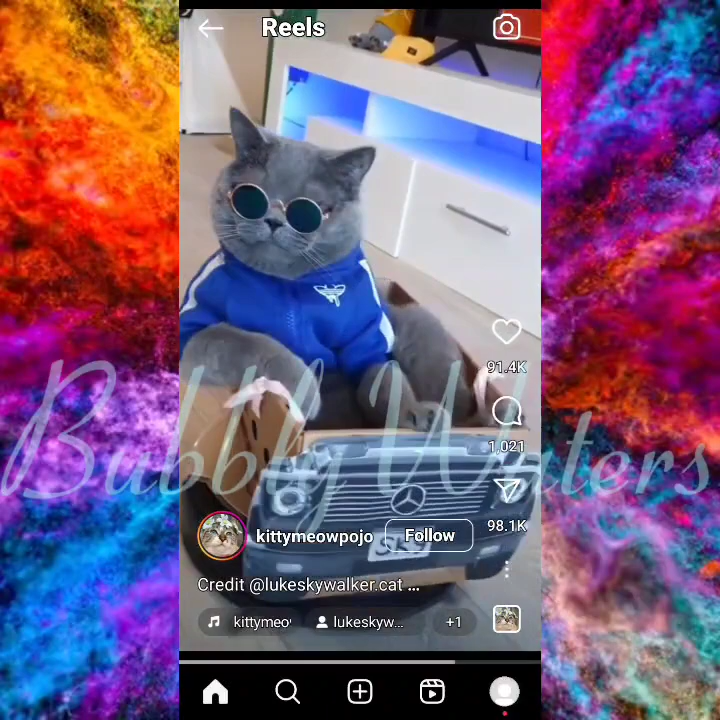 Reels
91.4K
1,021
Bubbly Waters
98.1K
kittymeowpojo
Follow
Credit @lukeskywalker.cat ...
kittymeo
lukeskyw...
+1